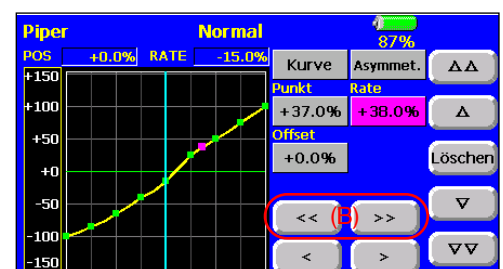 Piper Normal 87%
POS +0.0% RATE -15.0%
Kurve Asymmet. △△
Punkt Rate
+37.0% +38.0% △
Offset
+0.0% Löschen
<< (B) >> ▽
< > ▽▽
+150
+100
+50
+0
-50
-100
-150